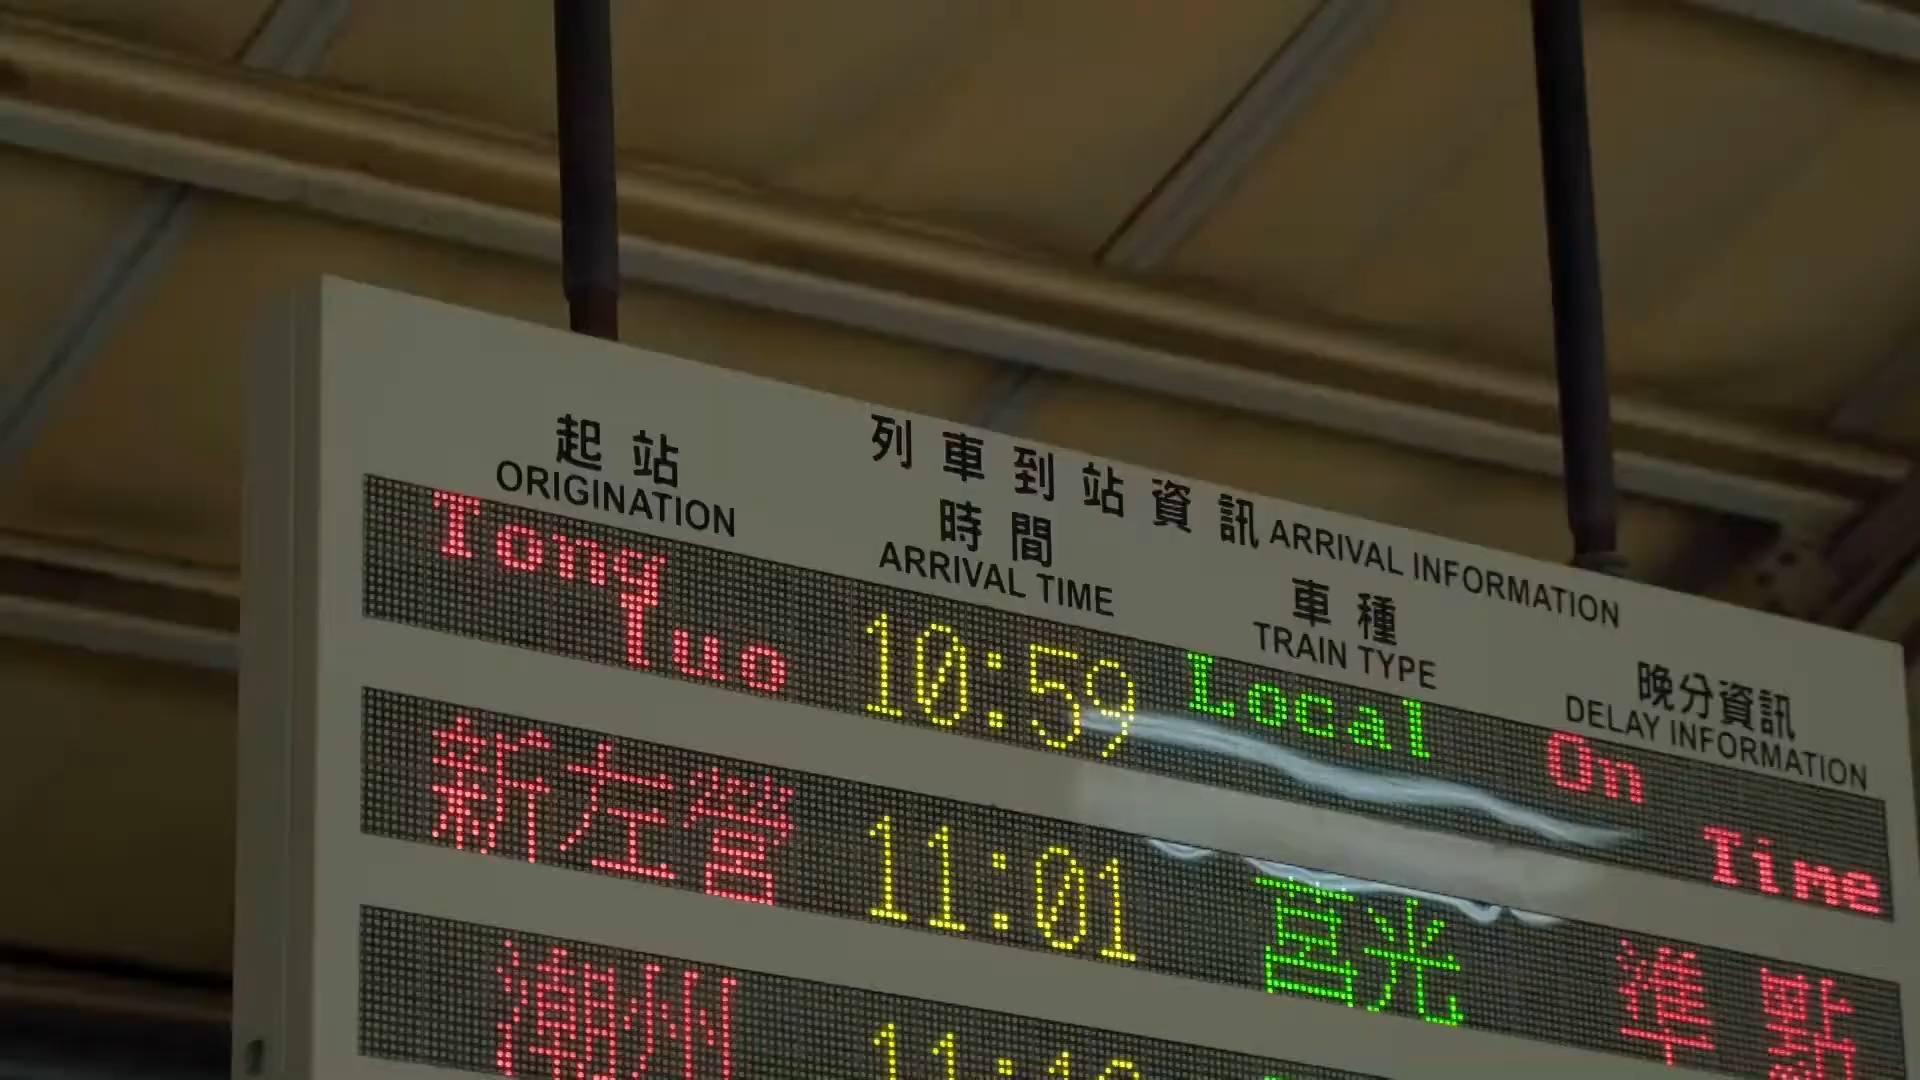 列車到站資訊 ARRIVAL INFORMATION
起站 時間 車種 晚分資訊
ORIGINATION ARRIVAL TIME TRAIN TYPE DELAY INFORMATION
Tong Luo 10:59 Local On Time
新左營 11:01 莒光 準點
潮州